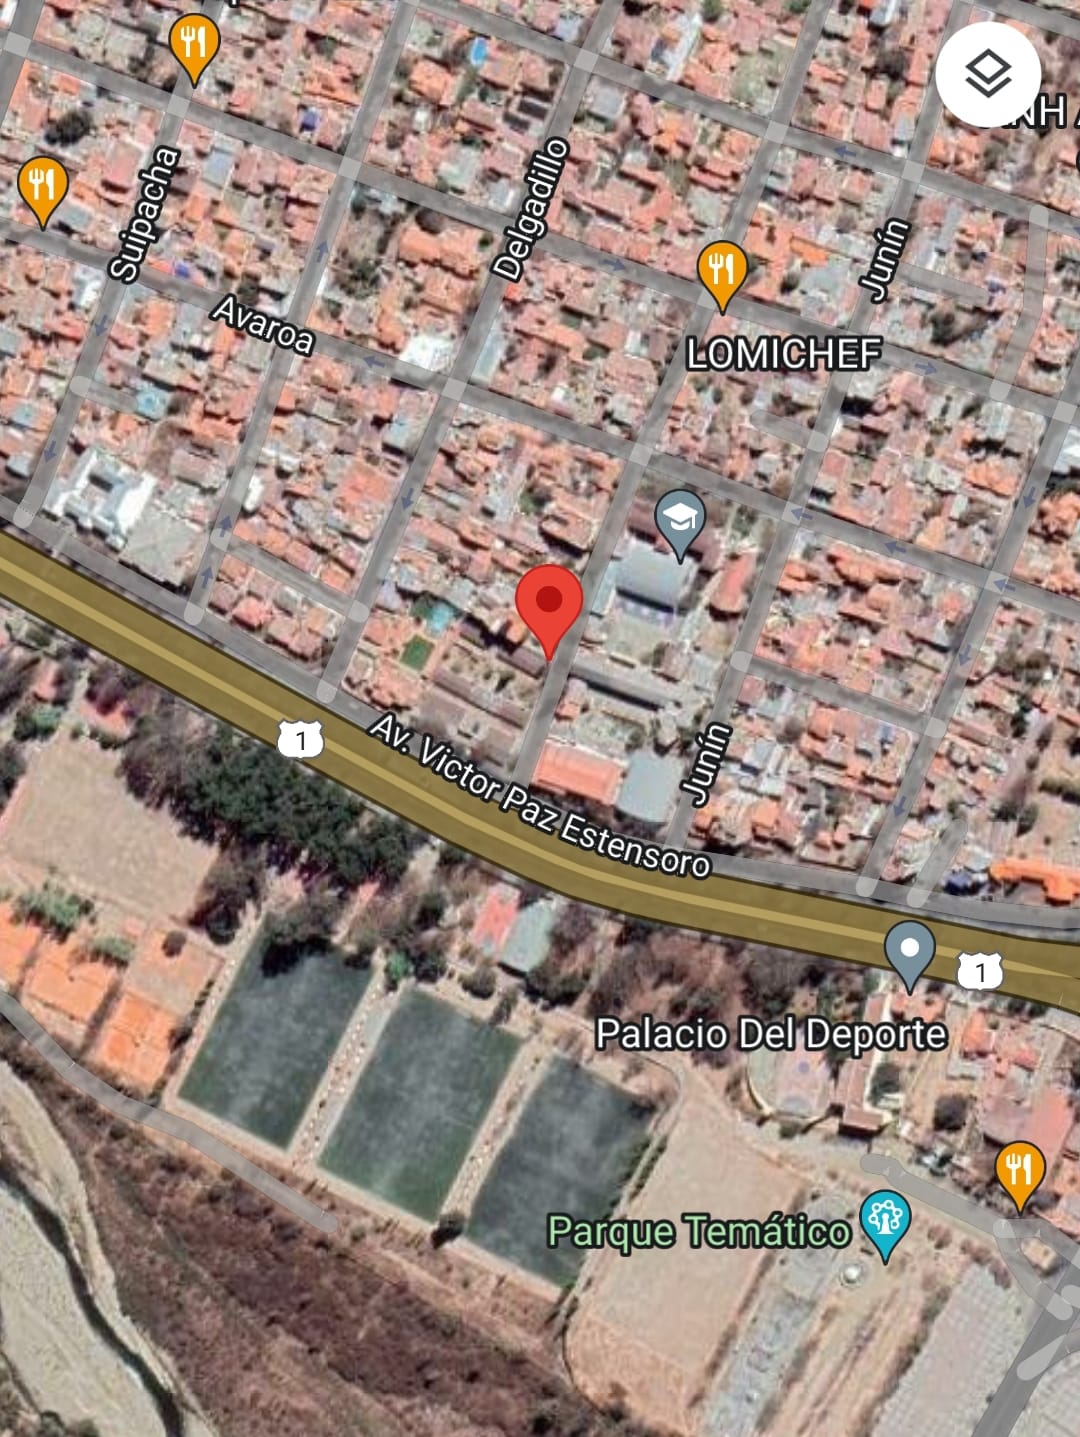 Suipacha
Delgadillo
Junín
Avaroa
LOMICHEF
1
Av. Victor Paz Estensoro
Junín
1
Palacio Del Deporte
Parque Temático